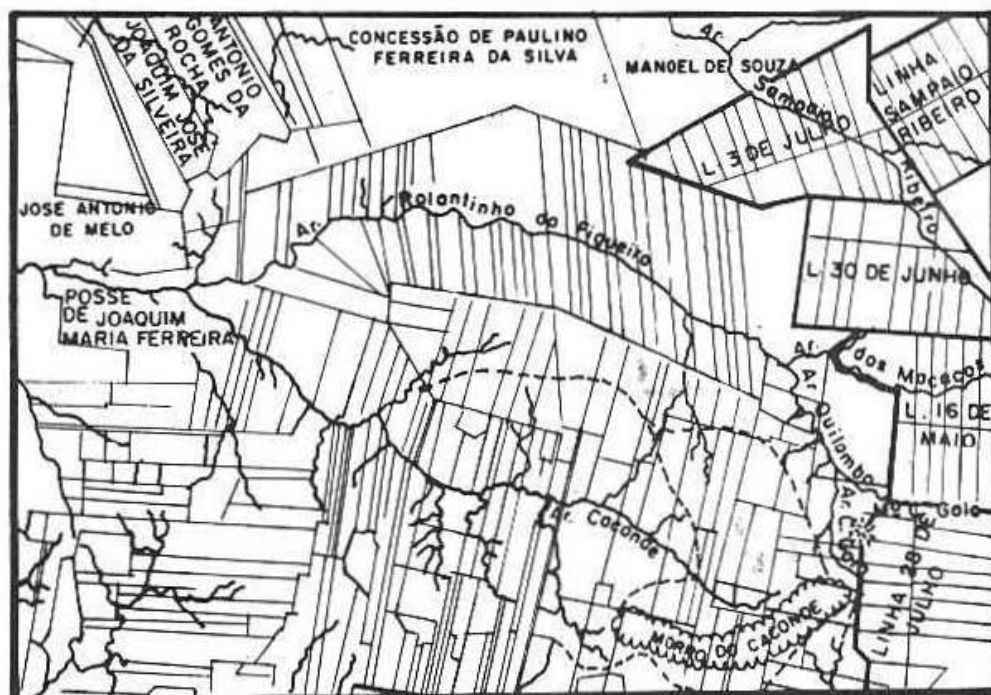 CONCESSÃO DE PAULINO
FERREIRA DA SILVA
ANTONIO
GOMES DA
ROCHA
JOAQUIM JOSÉ
DA SILVEIRA
MANOEL DE SOUZA
Ar.
Sampaio
Ribeiro
LINHA
SAMPAIO
RIBEIRO
L. 3 DE JULHO
JOSE ANTONIO
DE MELO
Ar. Rolantinho da Figueira
L. 30 DE JUNHO
POSSE
DE JOAQUIM
MARIA FERREIRA
Ar.
dos Macacos
Ar.
Quilombo
L. 16 DE
MAIO
Ar. Caconde
LINHA 28 DE
JULHO
MORRO DO CACONDE